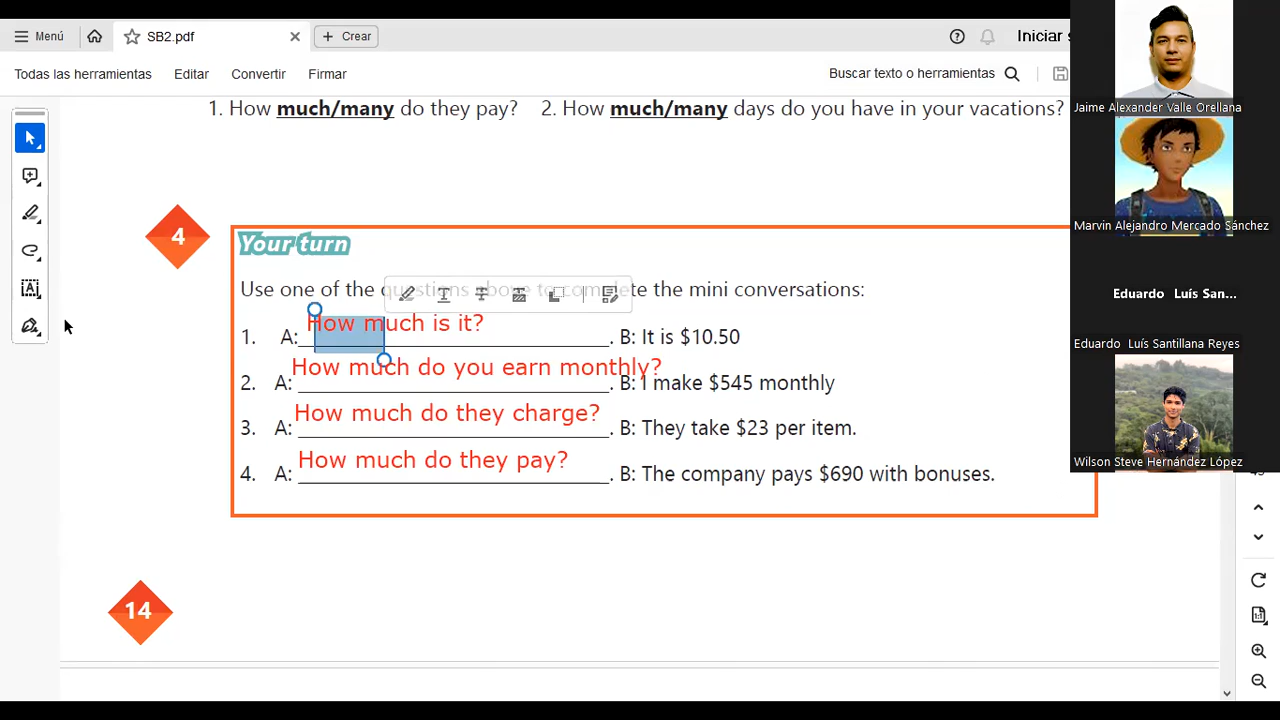 Menú
SB2.pdf
Crear
Iniciar
Todas las herramientas
Editar
Convertir
Firmar
Buscar texto o herramientas
1. How much/many do they pay? 2. How much/many days do you have in your vacations?
4
Your turn
Use one of the questions above to complete the mini conversations:
How much is it?
1. A:____________________. B: It is $10.50
How much do you earn monthly?
2. A: ____________________. B: I make $545 monthly
How much do they charge?
3. A: ____________________. B: They take $23 per item.
How much do they pay?
4. A: ____________________. B: The company pays $690 with bonuses.
14
Jaime Alexander Valle Orellana
Marvin Alejandro Mercado Sánchez
Eduardo Luís San...
Eduardo Luís Santillana Reyes
Wilson Steve Hernández López